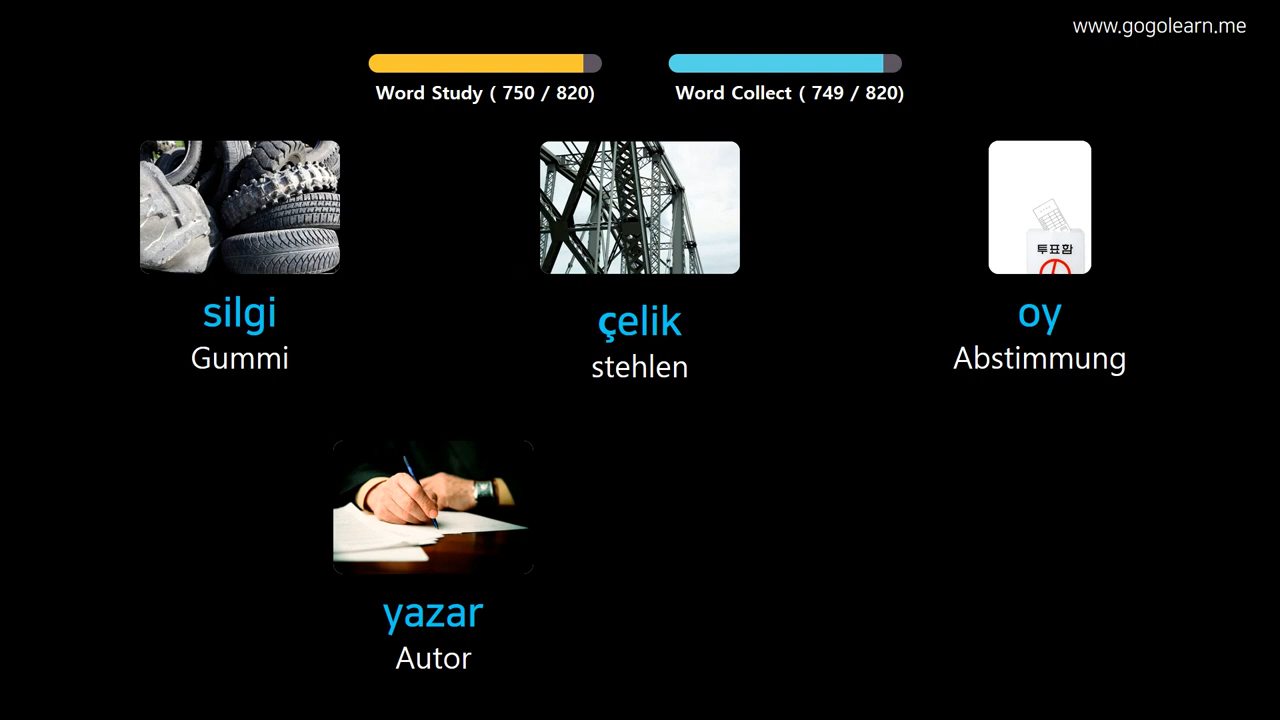 www.gogolearn.me
Word Study ( 750 / 820)
Word Collect ( 749 / 820)
silgi
Gummi
çelik
stehlen
투표함
oy
Abstimmung
yazar
Autor